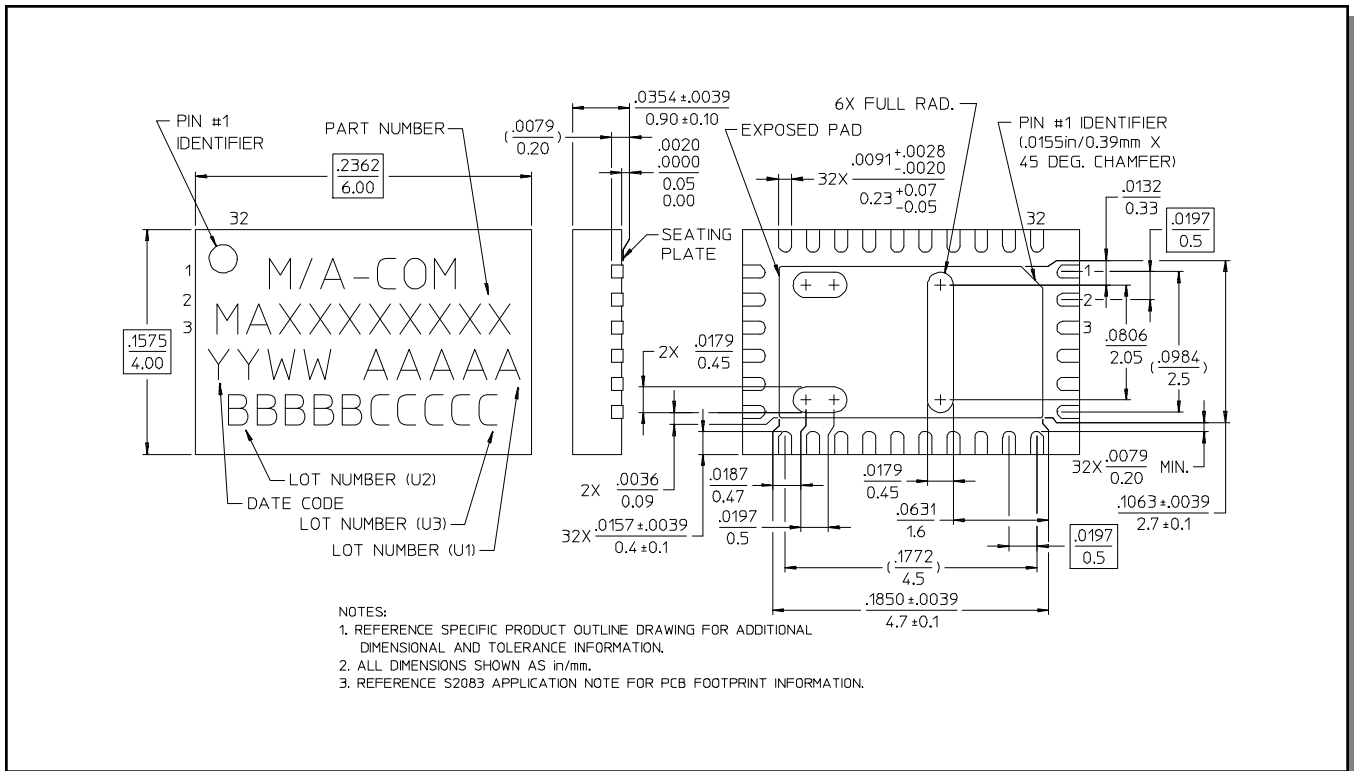 PIN #1
IDENTIFIER
PART NUMBER
.2362
6.00
32
1
2
3
.1575
4.00
M/A-COM
MAXXXXXXXXX
YYWW AAAAA
BBBBBCCCCC
LOT NUMBER (U2)
DATE CODE
LOT NUMBER (U3)
LOT NUMBER (U1)
.0354 ±.0039
0.90 ±0.10
(.0079
0.20)
.0020
.0000
0.05
0.00
SEATING
PLATE
2X .0179
0.45
2X .0036
0.09
32X .0157 ±.0039
0.4 ±0.1
EXPOSED PAD
6X FULL RAD.
PIN #1 IDENTIFIER
(.0155in/0.39mm X
45 DEG. CHAMFER)
32X .0091 +.0028 -.0020
0.23 +0.07 -0.05
32
.0132
0.33
.0197
0.5
1
2
3
.0806
2.05
(.0984
2.5)
.0187
0.47
.0197
0.5
.0179
0.45
.0631
1.6
32X .0079 MIN.
0.20
.1063 ±.0039
2.7 ±0.1
.0197
0.5
(.1772
4.5)
.1850 ±.0039
4.7 ±0.1
NOTES:
1. REFERENCE SPECIFIC PRODUCT OUTLINE DRAWING FOR ADDITIONAL
DIMENSIONAL AND TOLERANCE INFORMATION.
2. ALL DIMENSIONS SHOWN AS in/mm.
3. REFERENCE S2083 APPLICATION NOTE FOR PCB FOOTPRINT INFORMATION.